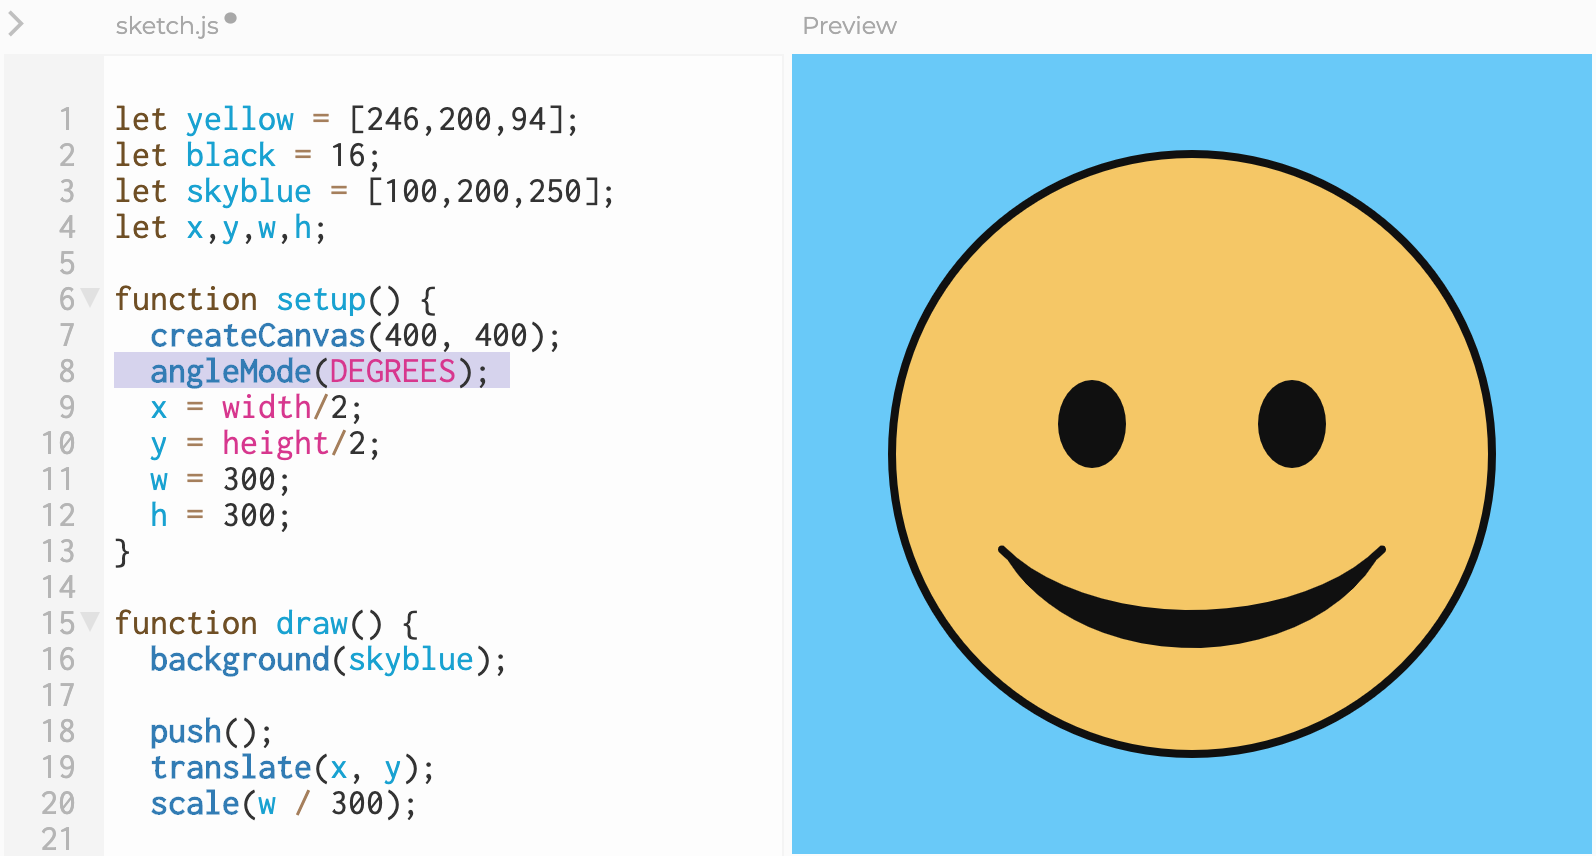 sketch.js
Preview
1 let yellow = [246,200,94];
2 let black = 16;
3 let skyblue = [100,200,250];
4 let x,y,w,h;
5
6 function setup() {
7 createCanvas(400, 400);
8 angleMode(DEGREES);
9 x = width/2;
10 y = height/2;
11 w = 300;
12 h = 300;
13 }
14
15 function draw() {
16 background(skyblue);
17
18 push();
19 translate(x, y);
20 scale(w / 300);
21